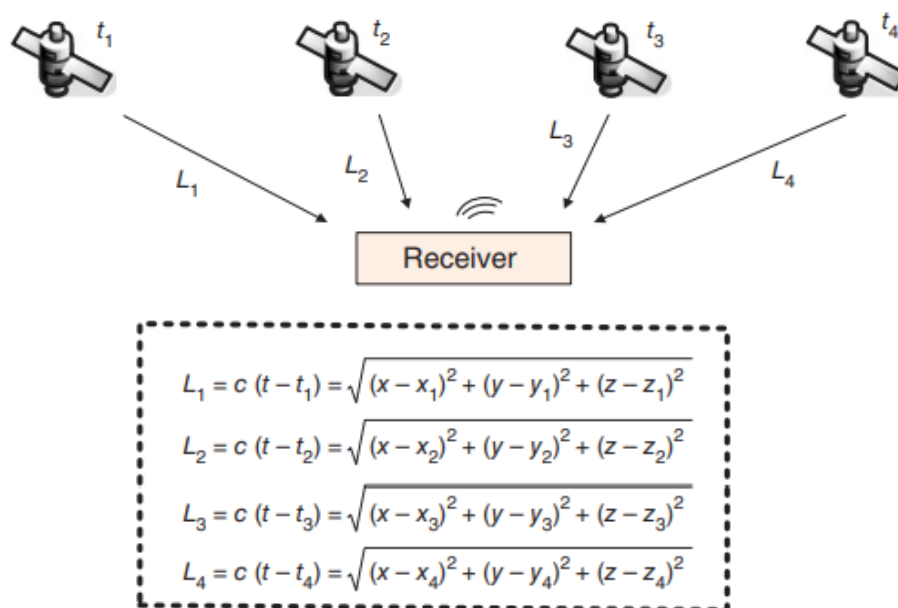 t₁ t₂ t₃ t₄
L₁ L₂ L₃ L₄
Receiver
L₁ = c (t – t₁) = √(x – x₁)² + (y – y₁)² + (z – z₁)²
L₂ = c (t – t₂) = √(x – x₂)² + (y – y₂)² + (z – z₂)²
L₃ = c (t – t₃) = √(x – x₃)² + (y – y₃)² + (z – z₃)²
L₄ = c (t – t₄) = √(x – x₄)² + (y – y₄)² + (z – z₄)²